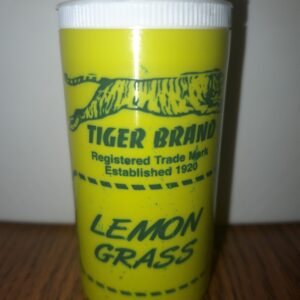 TIGER BRAND
Registered Trade Mark
Established 1920
LEMON
GRASS